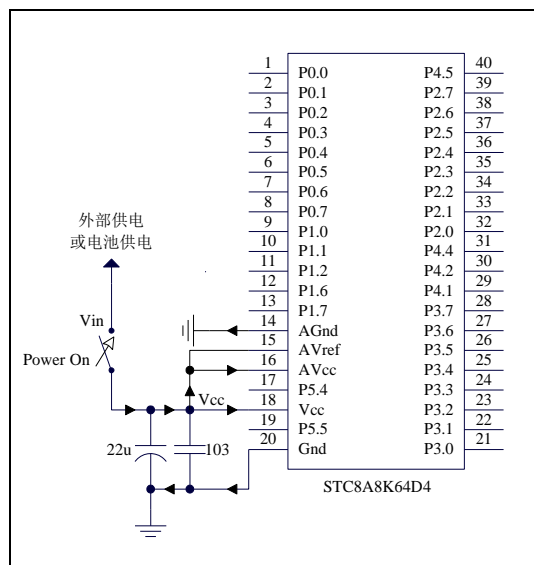 1 P0.0 P4.5 40
2 P0.1 P2.7 39
3 P0.2 P2.6 38
4 P0.3 P2.5 37
5 P0.4 P2.4 36
6 P0.5 P2.3 35
7 P0.6 P2.2 34
8 P0.7 P2.1 33
9 P1.0 P2.0 32
10 P1.1 P4.4 31
11 P1.2 P4.2 30
12 P1.6 P4.1 29
13 P1.7 P3.7 28
14 AGnd P3.6 27
15 AVref P3.5 26
16 AVcc P3.4 25
17 P5.4 P3.3 24
18 Vcc P3.2 23
19 P5.5 P3.1 22
20 Gnd P3.0 21
外部供电
或电池供电
Vin
Power On
Vcc
22u
103
STC8A8K64D4